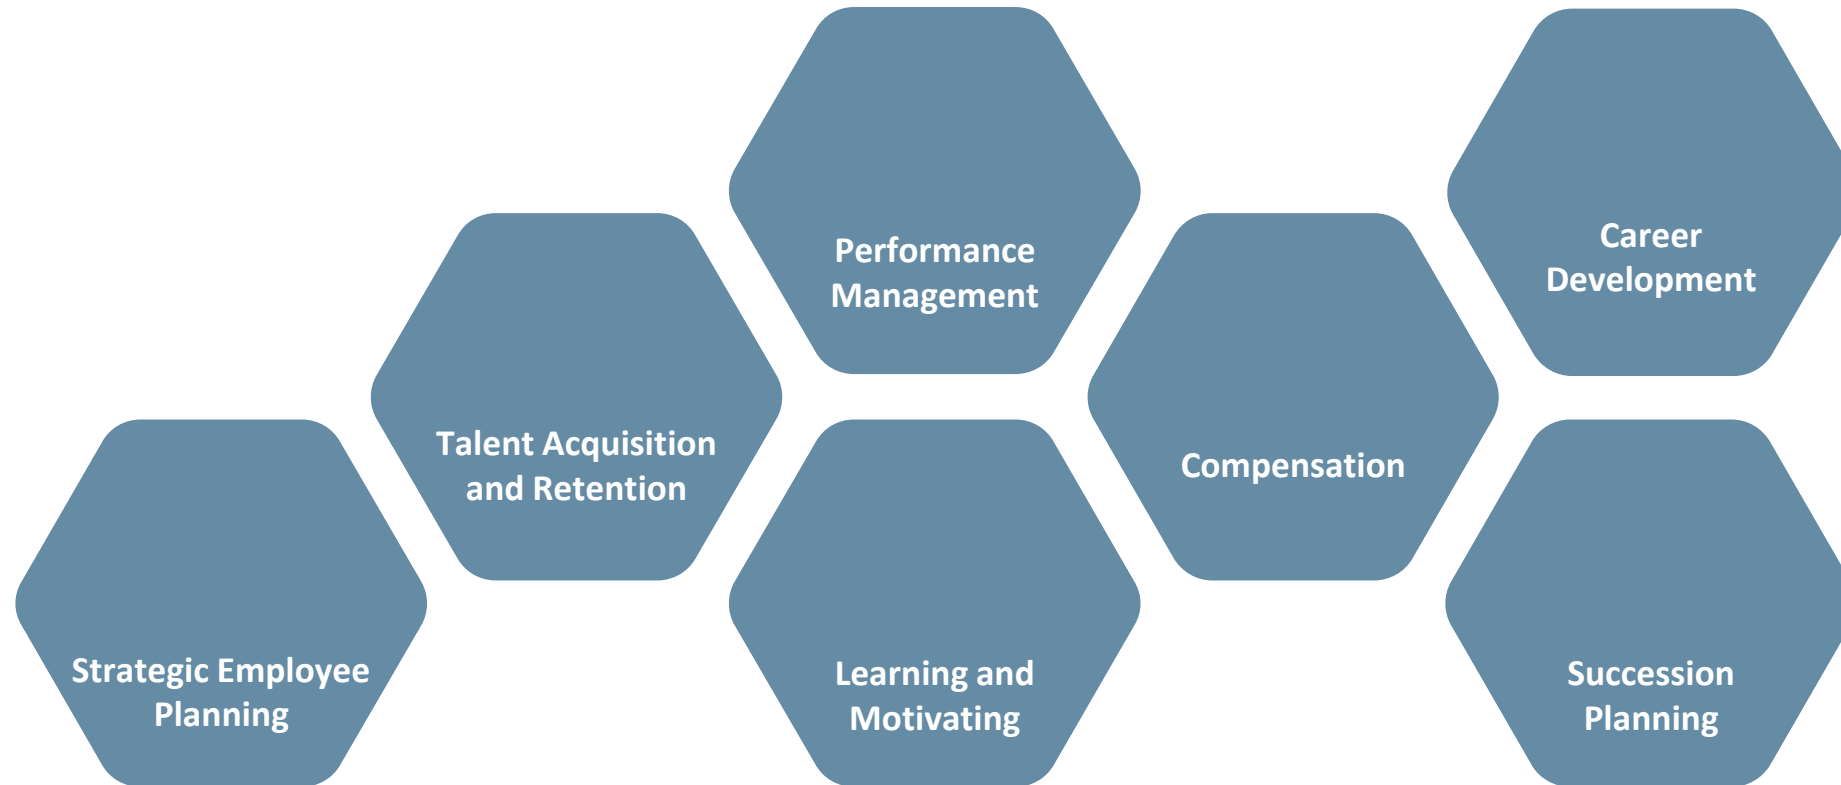 Strategic Employee
Planning
Talent Acquisition
and Retention
Performance
Management
Learning and
Motivating
Compensation
Career
Development
Succession
Planning